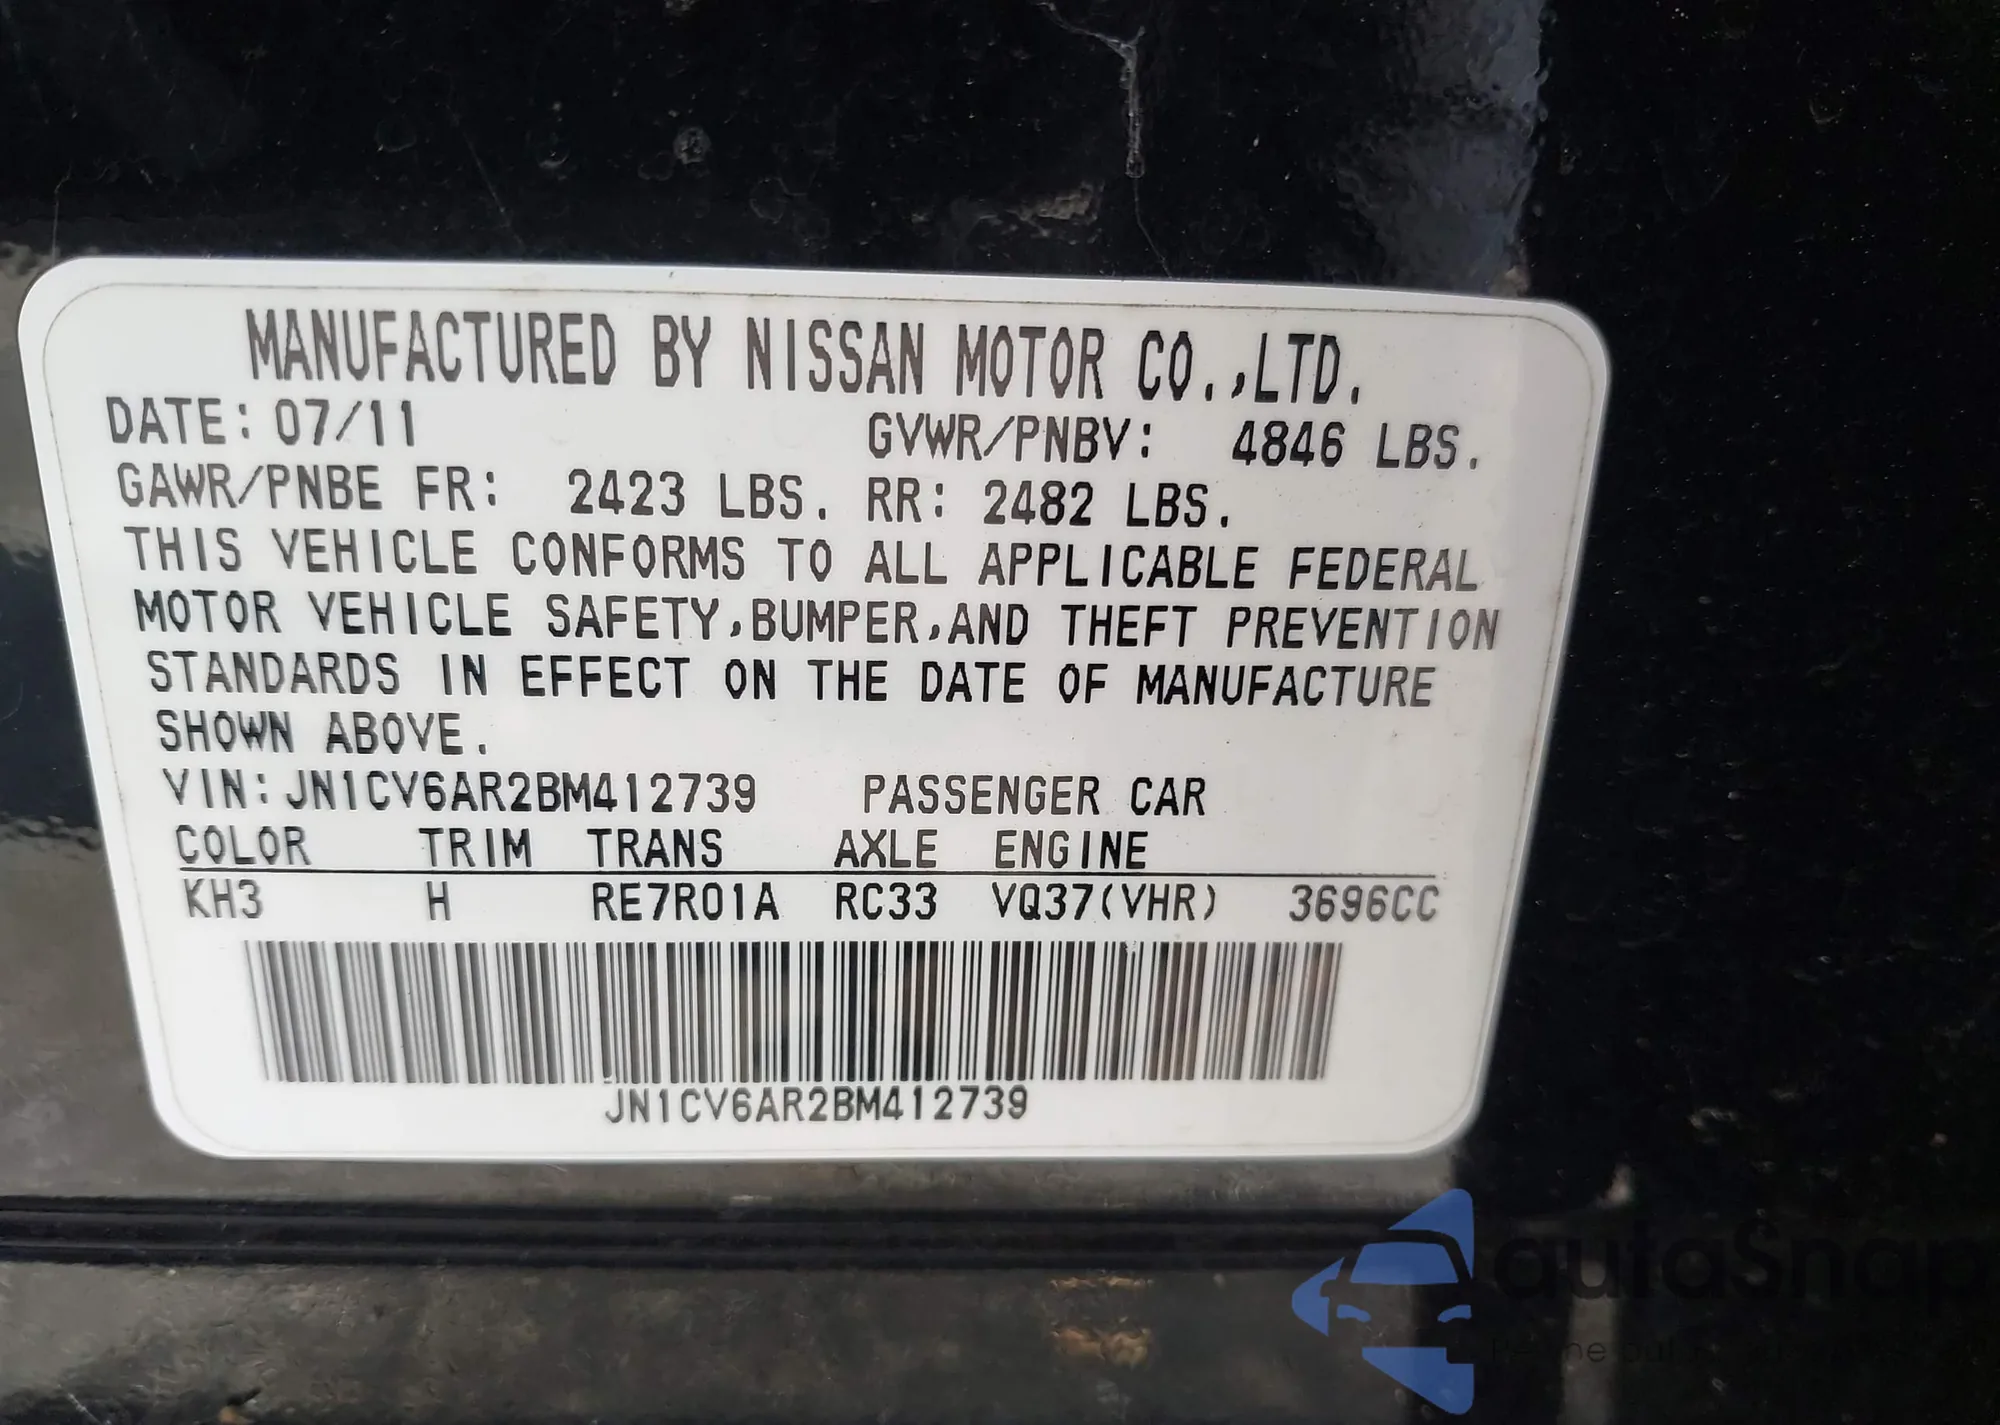 MANUFACTURED BY NISSAN MOTOR CO.,LTD.
DATE: 07/11 GVWR/PNBV: 4846 LBS.
GAWR/PNBE FR: 2423 LBS. RR: 2482 LBS.
THIS VEHICLE CONFORMS TO ALL APPLICABLE FEDERAL
MOTOR VEHICLE SAFETY,BUMPER,AND THEFT PREVENTION
STANDARDS IN EFFECT ON THE DATE OF MANUFACTURE
SHOWN ABOVE.
VIN: JN1CV6AR2BM412739 PASSENGER CAR
COLOR TRIM TRANS AXLE ENGINE
KH3 H RE7R01A RC33 VQ37(VHR) 3696CC
JN1CV6AR2BM412739
autoSnap